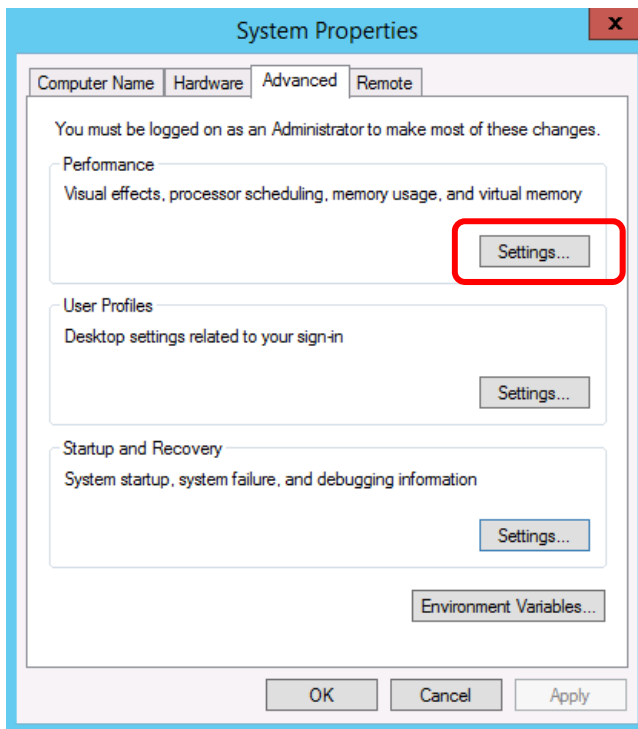 System Properties
x
Computer Name Hardware Advanced Remote
You must be logged on as an Administrator to make most of these changes.
Performance
Visual effects, processor scheduling, memory usage, and virtual memory
Settings...
User Profiles
Desktop settings related to your sign-in
Settings...
Startup and Recovery
System startup, system failure, and debugging information
Settings...
Environment Variables...
OK Cancel Apply